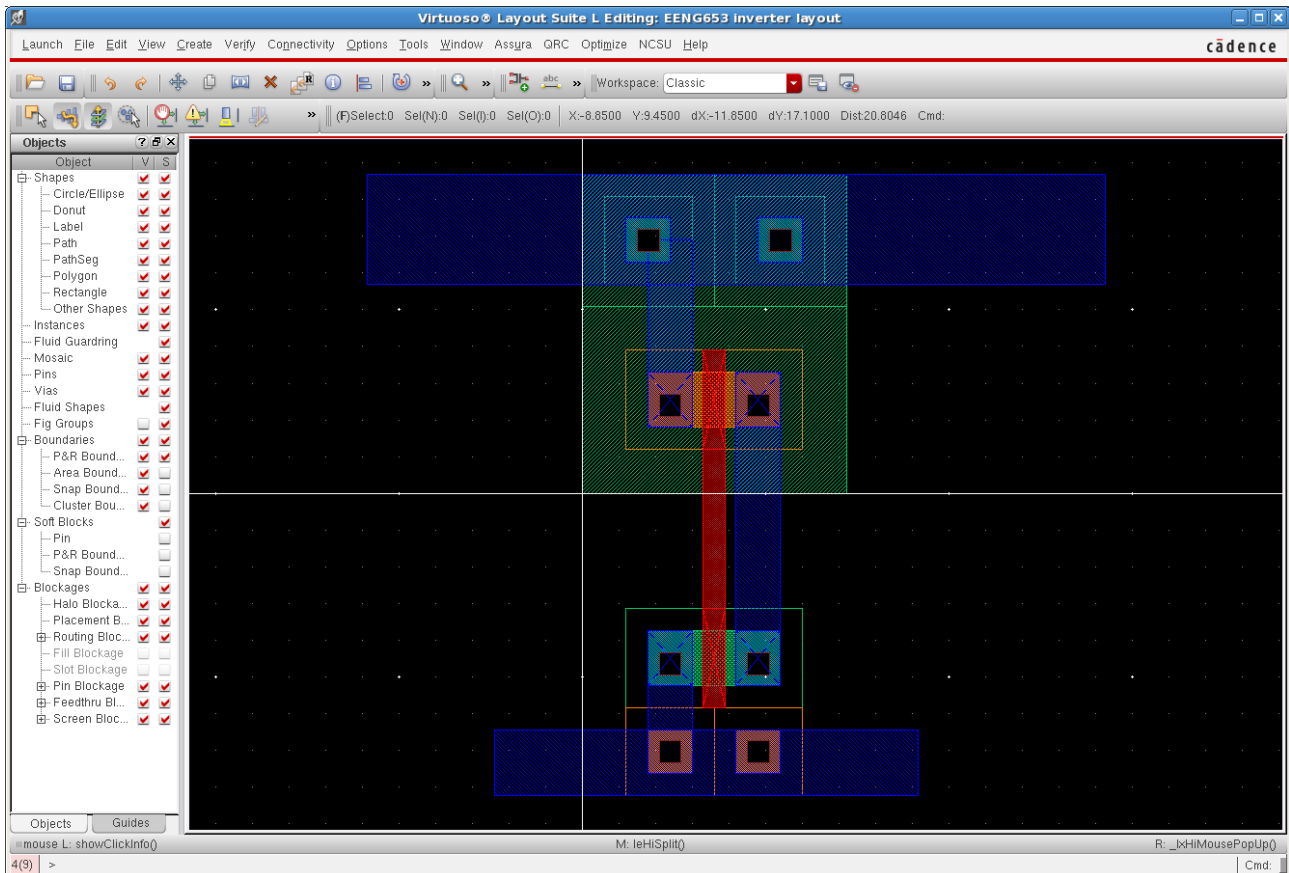 Virtuoso® Layout Suite L Editing: EENG653 inverter layout
Launch File Edit View Create Verify Connectivity Options Tools Window Assura QRC Optimize NCSU Help
cādence
R
»
»
abc
»
Workspace: Classic
»
(F)Select:0 Sel(N):0 Sel(I):0 Sel(O):0 X:-8.8500 Y:9.4500 dX:-11.8500 dY:17.1000 Dist:20.8046 Cmd:
Objects
Object V S
Shapes
Circle/Ellipse
Donut
Label
Path
PathSeg
Polygon
Rectangle
Other Shapes
Instances
Fluid Guardring
Mosaic
Pins
Vias
Fluid Shapes
Fig Groups
Boundaries
P&R Bound...
Area Bound...
Snap Bound...
Cluster Bou...
Soft Blocks
Pin
P&R Bound...
Snap Bound...
Blockages
Halo Blocka...
Placement B...
Routing Bloc...
Fill Blockage
Slot Blockage
Pin Blockage
Feedthru Bl...
Screen Bloc...
Objects Guides
mouse L: showClickInfo() M: leHiSplit() R: _lxHiMousePopUp()
4(9) > Cmd: